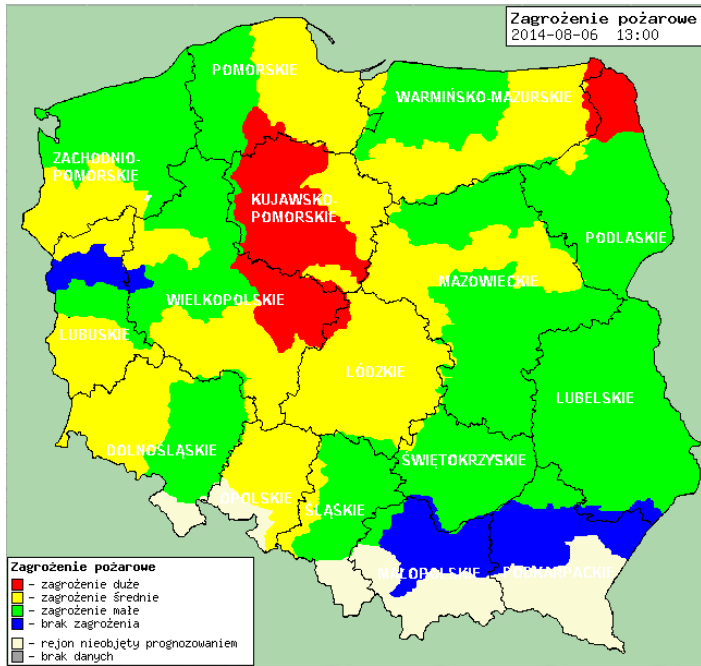 Zagrożenie pożarowe
2014-08-06 13:00
POMORSKIE
WARMIŃSKO-MAZURSKIE
ZACHODNIO-
POMORSKIE
KUJAWSKO-
POMORSKIE
PODLASKIE
MAZOWIECKIE
WIELKOPOLSKIE
LUBUSKIE
ŁÓDZKIE
LUBELSKIE
DOLNOŚLĄSKIE
ŚWIĘTOKRZYSKIE
OPOLSKIE
ŚLĄSKIE
MAŁOPOLSKIE
PODKARPACKIE
Zagrożenie pożarowe
– zagrożenie duże
– zagrożenie średnie
– zagrożenie małe
– brak zagrożenia
– rejon nieobjęty prognozowaniem
– brak danych